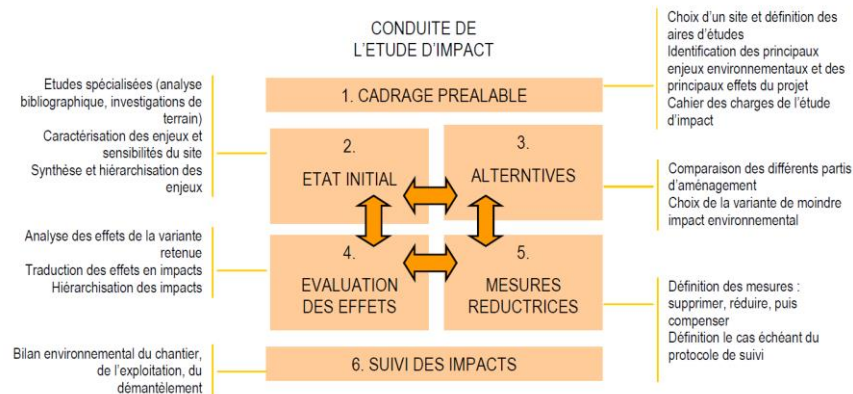 CONDUITE DE
L'ETUDE D'IMPACT
Choix d'un site et définition des
aires d'études
Identification des principaux
enjeux environnementaux et des
principaux effets du projet
Cahier des charges de l'étude
d'impact
1. CADRAGE PREALABLE
Etudes spécialisées (analyse
bibliographique, investigations de
terrain)
Caractérisation des enjeux et
sensibilités du site
Synthèse et hiérarchisation des
enjeux
2.
ETAT INITIAL
3.
ALTERNTIVES
Comparaison des différents partis
d'aménagement
Choix de la variante de moindre
impact environnemental
Analyse des effets de la variante
retenue
Traduction des effets en impacts
Hiérarchisation des impacts
4.
EVALUATION
DES EFFETS
5.
MESURES
REDUCTRICES
Définition des mesures :
supprimer, réduire, puis
compenser
Définition le cas échéant du
protocole de suivi
Bilan environnemental du chantier,
de l'exploitation, du
démantèlement
6. SUIVI DES IMPACTS